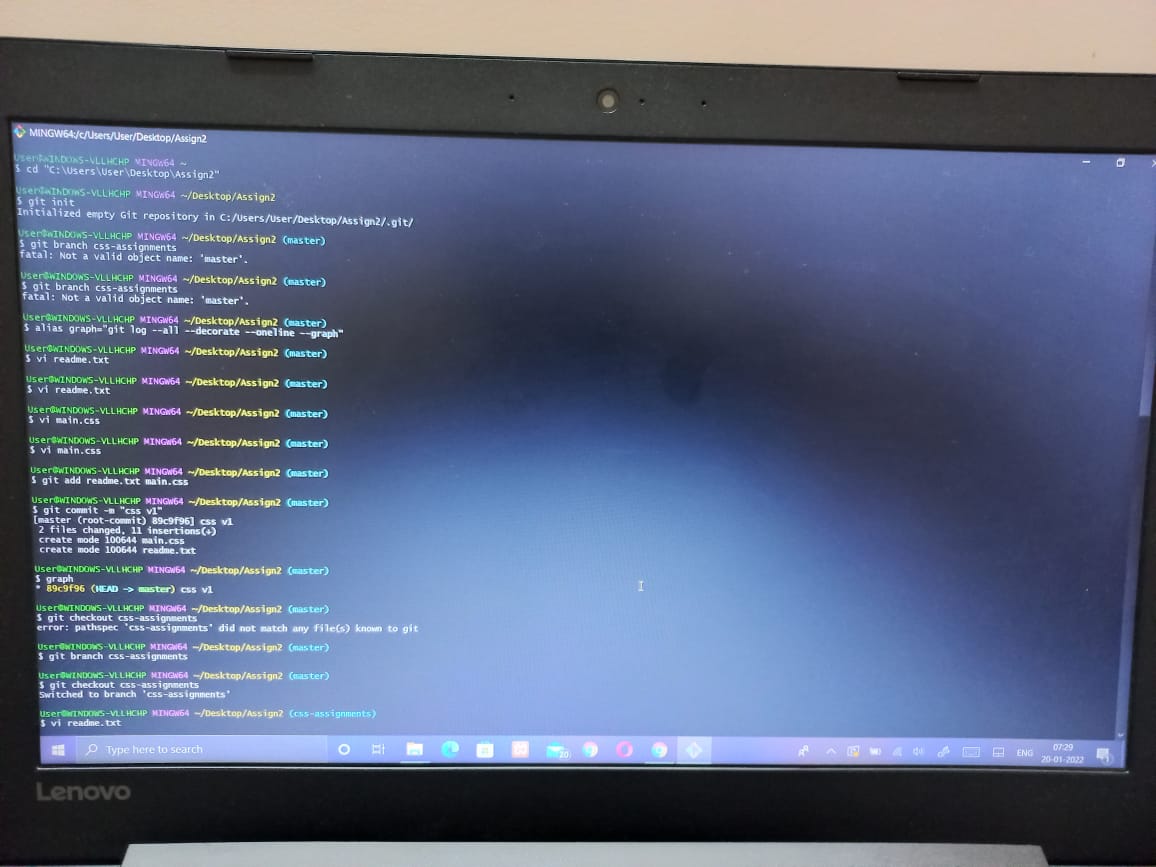 MINGW64:/c/Users/User/Desktop/Assign2
User@WINDOWS-VLLHCHP MINGW64 ~
$ cd "C:\Users\User\Desktop\Assign2"
User@WINDOWS-VLLHCHP MINGW64 ~/Desktop/Assign2
$ git init
Initialized empty Git repository in C:/Users/User/Desktop/Assign2/.git/
User@WINDOWS-VLLHCHP MINGW64 ~/Desktop/Assign2 (master)
$ git branch css-assignments
fatal: Not a valid object name: 'master'.
User@WINDOWS-VLLHCHP MINGW64 ~/Desktop/Assign2 (master)
$ git branch css-assignments
fatal: Not a valid object name: 'master'.
User@WINDOWS-VLLHCHP MINGW64 ~/Desktop/Assign2 (master)
$ alias graph="git log --all --decorate --oneline --graph"
User@WINDOWS-VLLHCHP MINGW64 ~/Desktop/Assign2 (master)
$ vi readme.txt
User@WINDOWS-VLLHCHP MINGW64 ~/Desktop/Assign2 (master)
$ vi readme.txt
User@WINDOWS-VLLHCHP MINGW64 ~/Desktop/Assign2 (master)
$ vi main.css
User@WINDOWS-VLLHCHP MINGW64 ~/Desktop/Assign2 (master)
$ vi main.css
User@WINDOWS-VLLHCHP MINGW64 ~/Desktop/Assign2 (master)
$ git add readme.txt main.css
User@WINDOWS-VLLHCHP MINGW64 ~/Desktop/Assign2 (master)
$ git commit -m "css v1"
[master (root-commit) 89c9f96] css v1
2 files changed, 11 insertions(+)
create mode 100644 main.css
create mode 100644 readme.txt
User@WINDOWS-VLLHCHP MINGW64 ~/Desktop/Assign2 (master)
$ graph
* 89c9f96 (HEAD -> master) css v1
User@WINDOWS-VLLHCHP MINGW64 ~/Desktop/Assign2 (master)
$ git checkout css-assignments
error: pathspec 'css-assignments' did not match any file(s) known to git
User@WINDOWS-VLLHCHP MINGW64 ~/Desktop/Assign2 (master)
$ git branch css-assignments
User@WINDOWS-VLLHCHP MINGW64 ~/Desktop/Assign2 (master)
$ git checkout css-assignments
Switched to branch 'css-assignments'
User@WINDOWS-VLLHCHP MINGW64 ~/Desktop/Assign2 (css-assignments)
$ vi readme.txt
Type here to search
20
ENG
07:29
20-01-2022
Lenovo